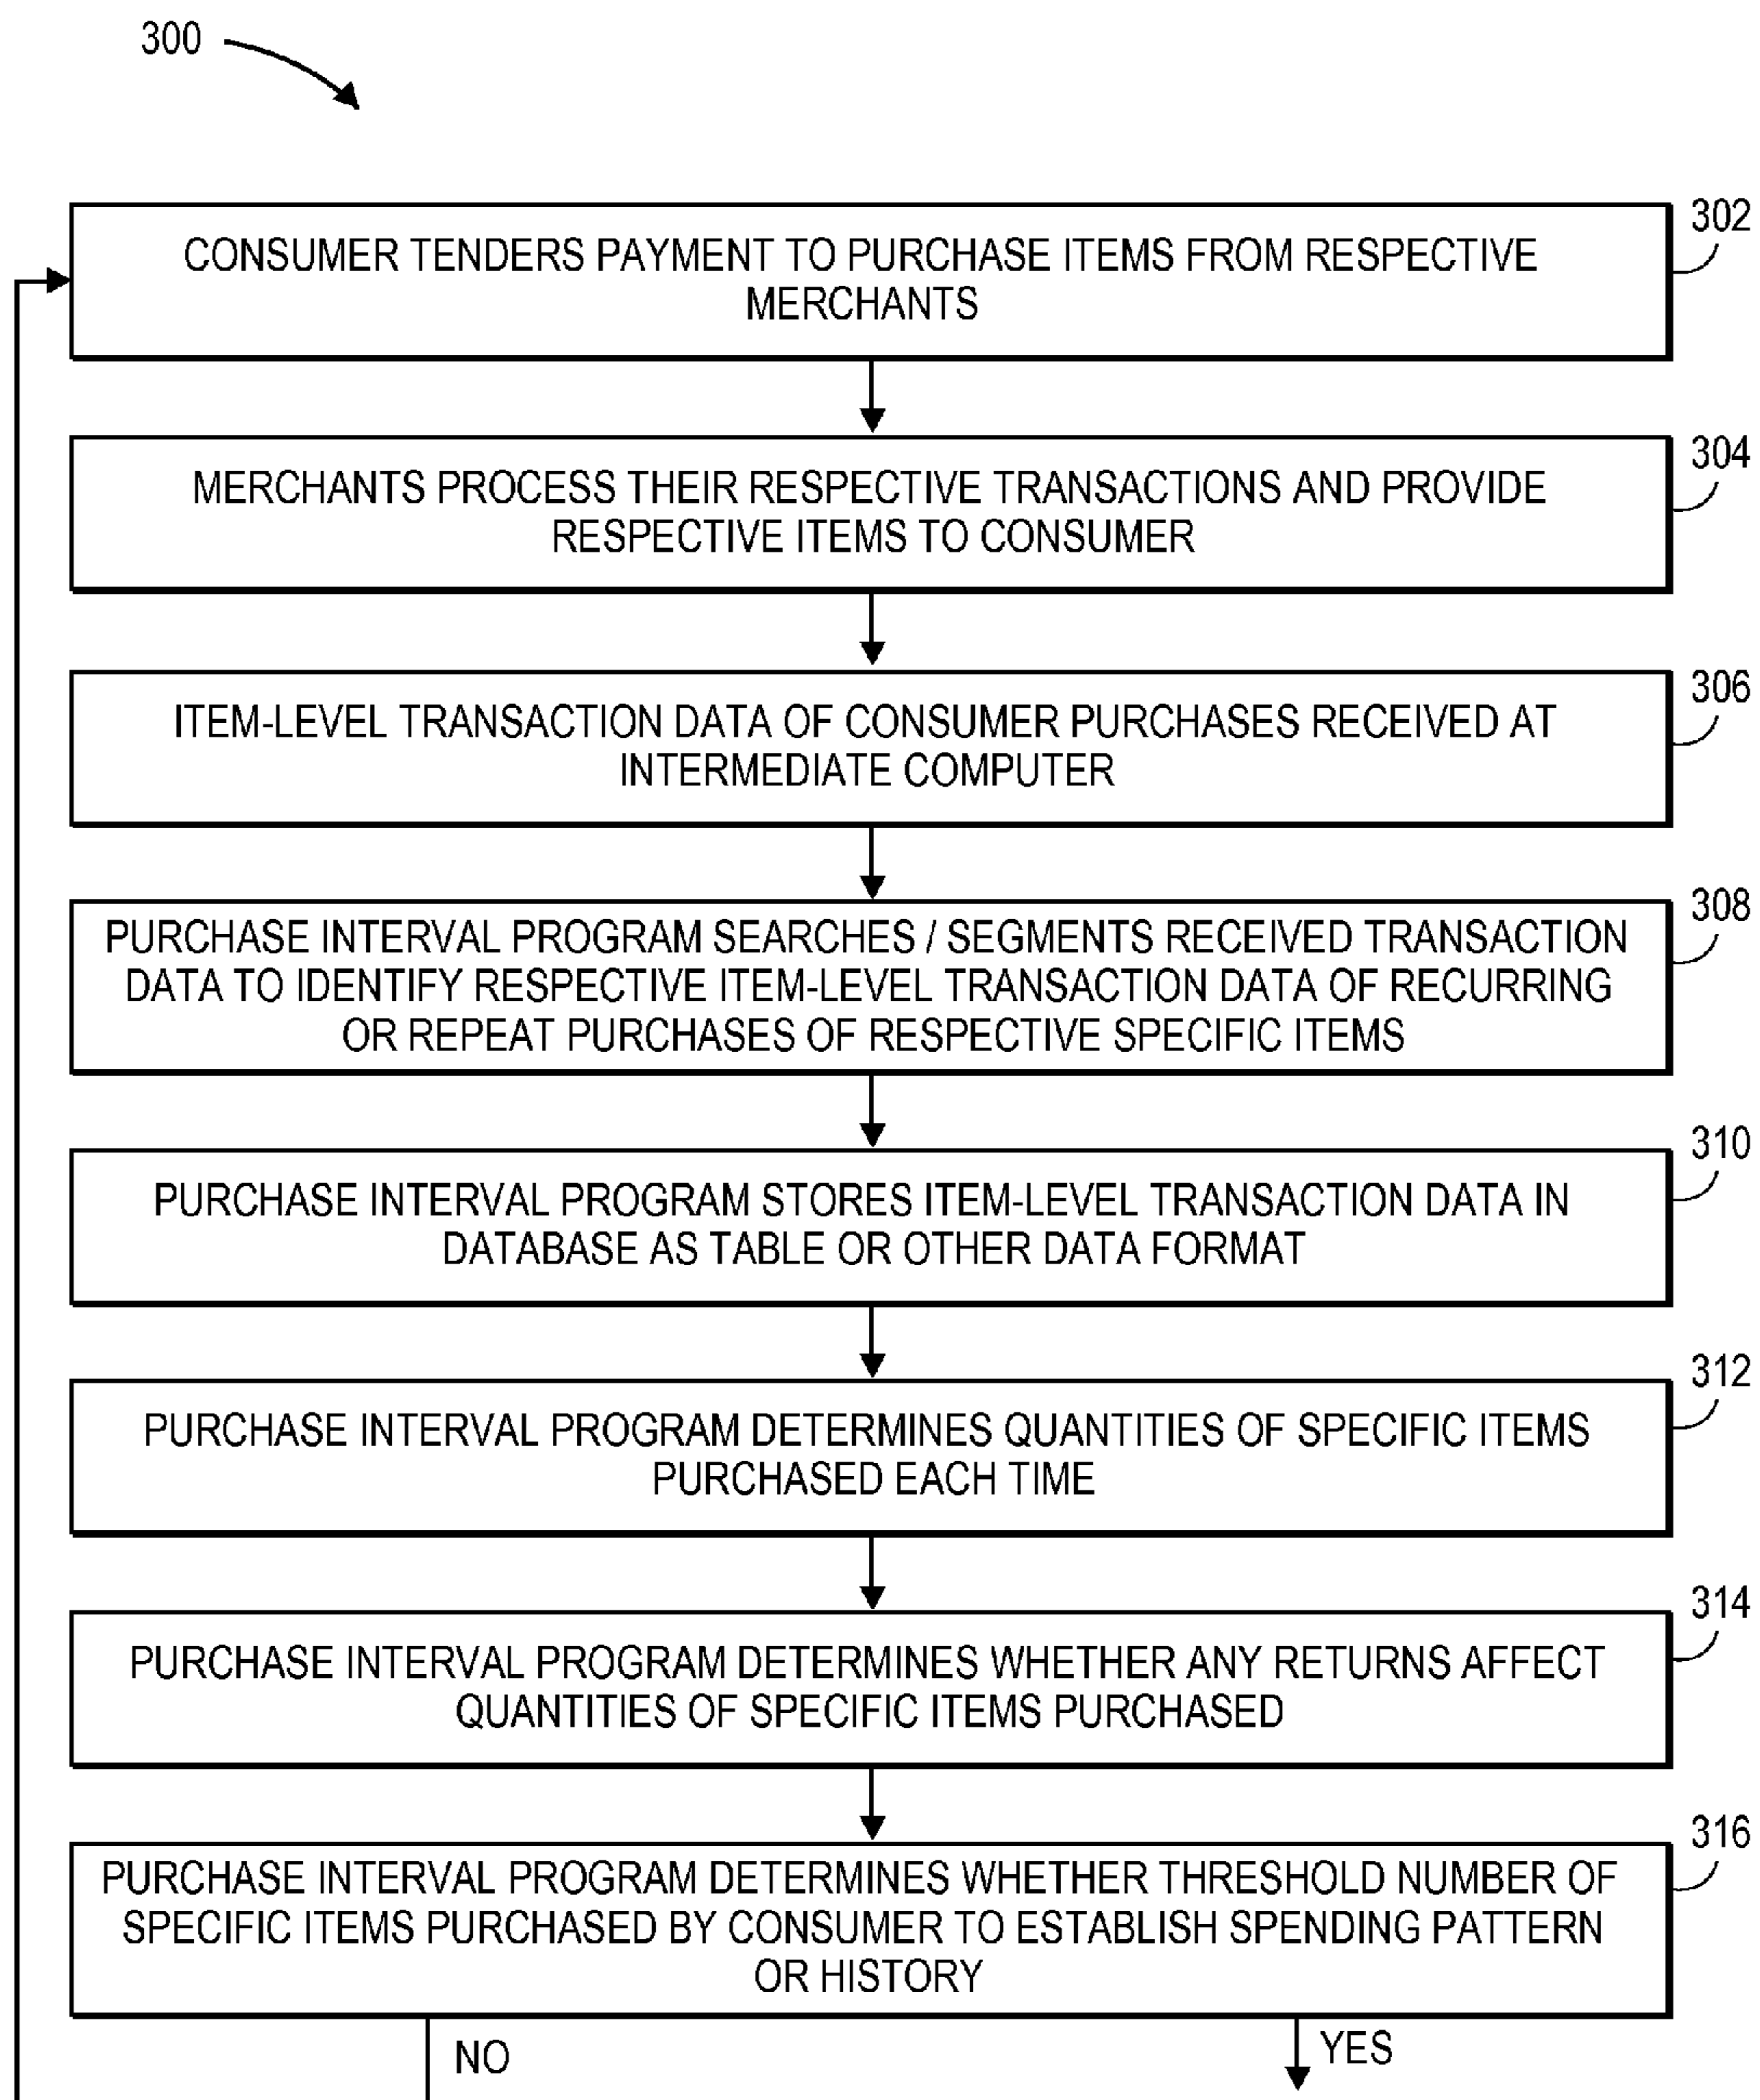 300
302
CONSUMER TENDERS PAYMENT TO PURCHASE ITEMS FROM RESPECTIVE
MERCHANTS
304
MERCHANTS PROCESS THEIR RESPECTIVE TRANSACTIONS AND PROVIDE
RESPECTIVE ITEMS TO CONSUMER
306
ITEM-LEVEL TRANSACTION DATA OF CONSUMER PURCHASES RECEIVED AT
INTERMEDIATE COMPUTER
308
PURCHASE INTERVAL PROGRAM SEARCHES / SEGMENTS RECEIVED TRANSACTION
DATA TO IDENTIFY RESPECTIVE ITEM-LEVEL TRANSACTION DATA OF RECURRING
OR REPEAT PURCHASES OF RESPECTIVE SPECIFIC ITEMS
310
PURCHASE INTERVAL PROGRAM STORES ITEM-LEVEL TRANSACTION DATA IN
DATABASE AS TABLE OR OTHER DATA FORMAT
312
PURCHASE INTERVAL PROGRAM DETERMINES QUANTITIES OF SPECIFIC ITEMS
PURCHASED EACH TIME
314
PURCHASE INTERVAL PROGRAM DETERMINES WHETHER ANY RETURNS AFFECT
QUANTITIES OF SPECIFIC ITEMS PURCHASED
316
PURCHASE INTERVAL PROGRAM DETERMINES WHETHER THRESHOLD NUMBER OF
SPECIFIC ITEMS PURCHASED BY CONSUMER TO ESTABLISH SPENDING PATTERN
OR HISTORY
NO
YES